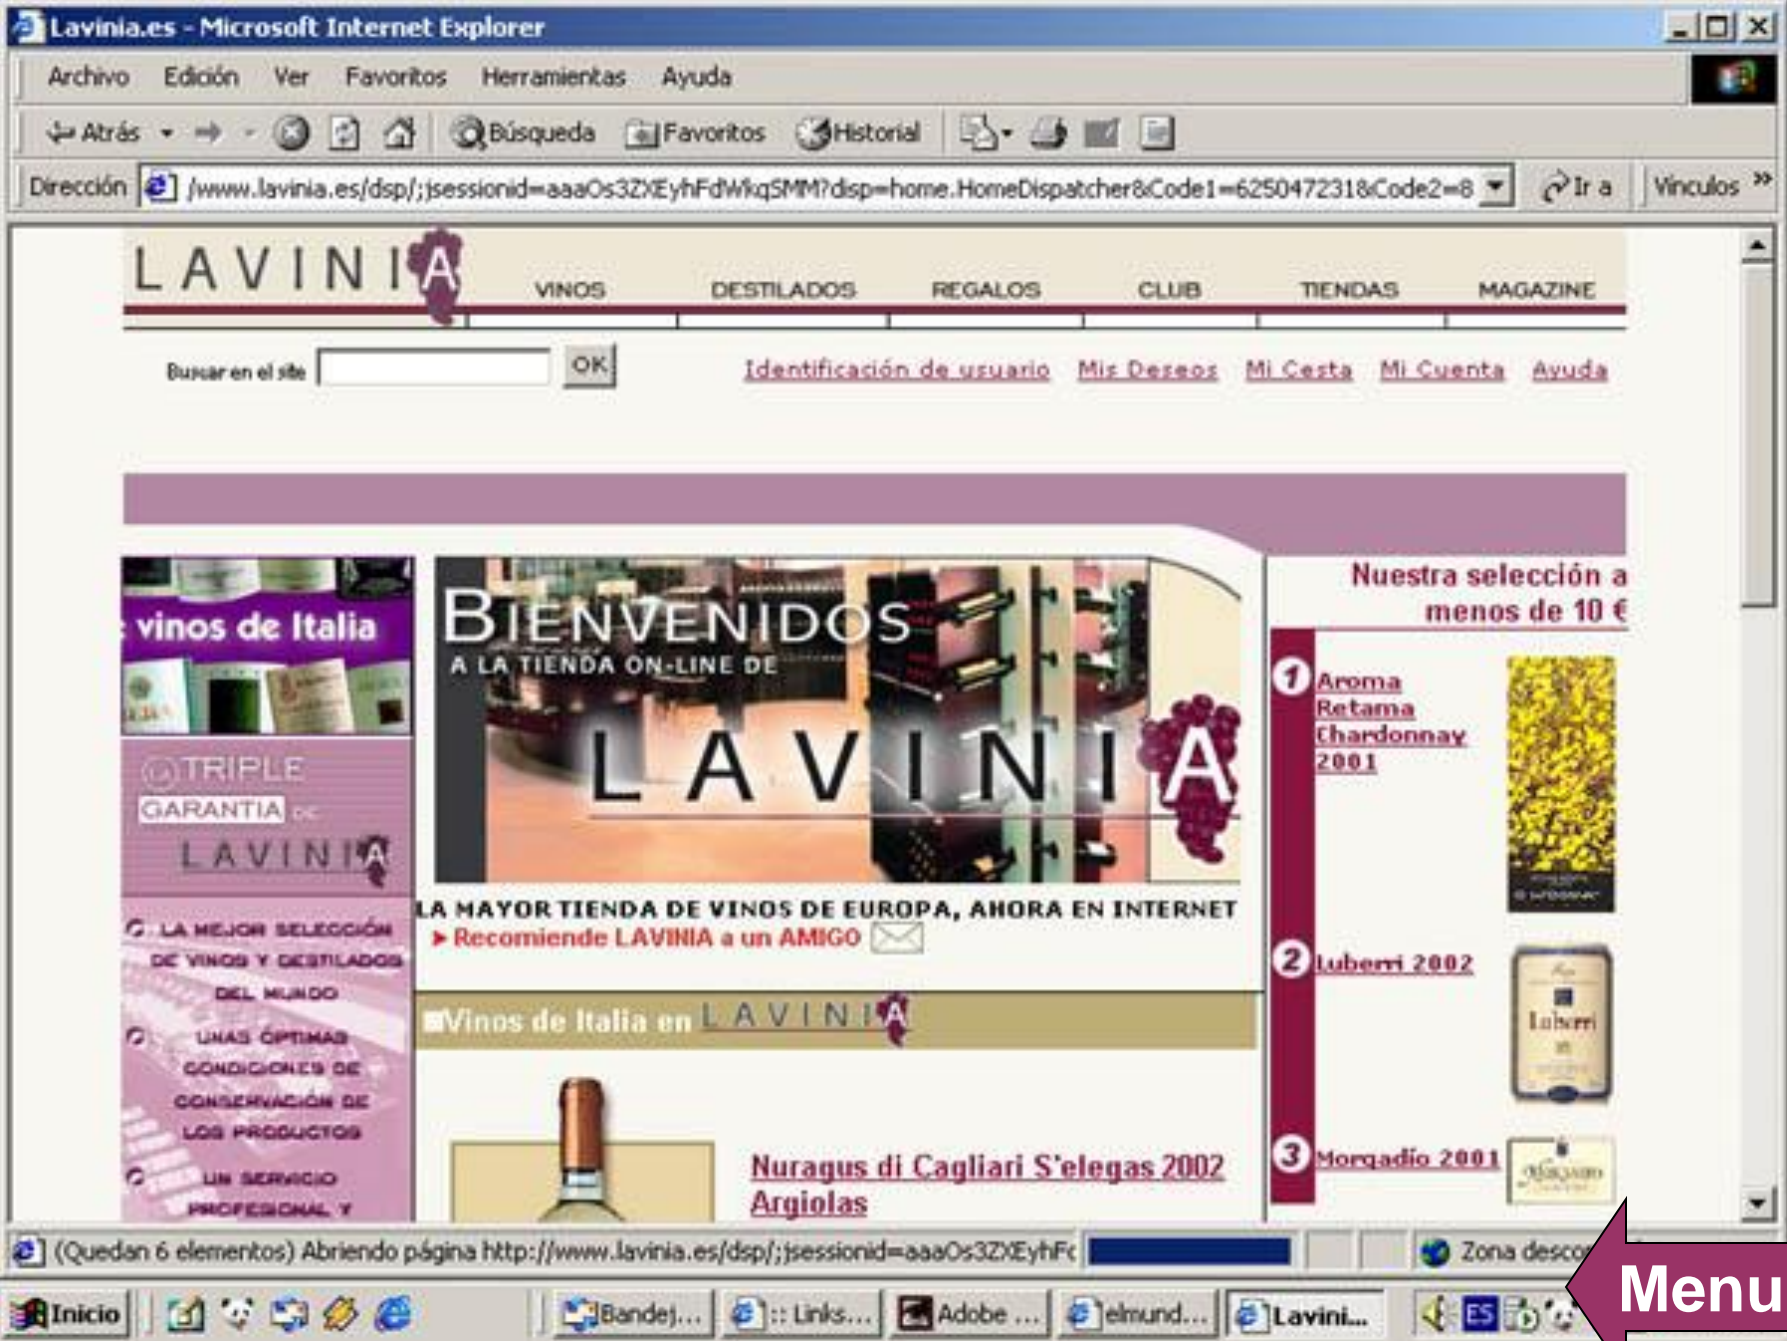 Lavinia.es - Microsoft Internet Explorer
Archivo Edición Ver Favoritos Herramientas Ayuda
Atrás Búsqueda Favoritos Historial
Dirección /www.lavinia.es/dsp/;jsessionid=aaaOs3ZXEyhFdWkqSMM?disp=home.HomeDispatcher&Code1=625047231&Code2=8 Ir a Vínculos »
LAVINIA VINOS DESTILADOS REGALOS CLUB TIENDAS MAGAZINE
Buscar en el site OK Identificación de usuario Mis Deseos Mi Cesta Mi Cuenta Ayuda
vinos de Italia
La TRIPLE
GARANTIA DE
LAVINIA
LA MEJOR SELECCIÓN
DE VINOS Y DESTILADOS
DEL MUNDO
UNAS ÓPTIMAS
CONDICIONES DE
CONSERVACIÓN DE
LOS PRODUCTOS
UN SERVICIO
PROFESIONAL Y
BIENVENIDOS
A LA TIENDA ON-LINE DE
LAVINIA
LA MAYOR TIENDA DE VINOS DE EUROPA, AHORA EN INTERNET
Recomiende LAVINIA a un AMIGO
Vinos de Italia en LAVINIA
Nuragus di Cagliari S'elegas 2002
Argiolas
Nuestra selección a
menos de 10 €
1 Aroma
Retama
Chardonnay
2001
2 Luberri 2002
Luberri
3 Morgadío 2001
(Quedan 6 elementos) Abriendo página http://www.lavinia.es/dsp/;jsessionid=aaaOs3ZXEyhFc Zona desco
Inicio Bandej... :: Links... Adobe ... elmund... Lavini... ES
Menu